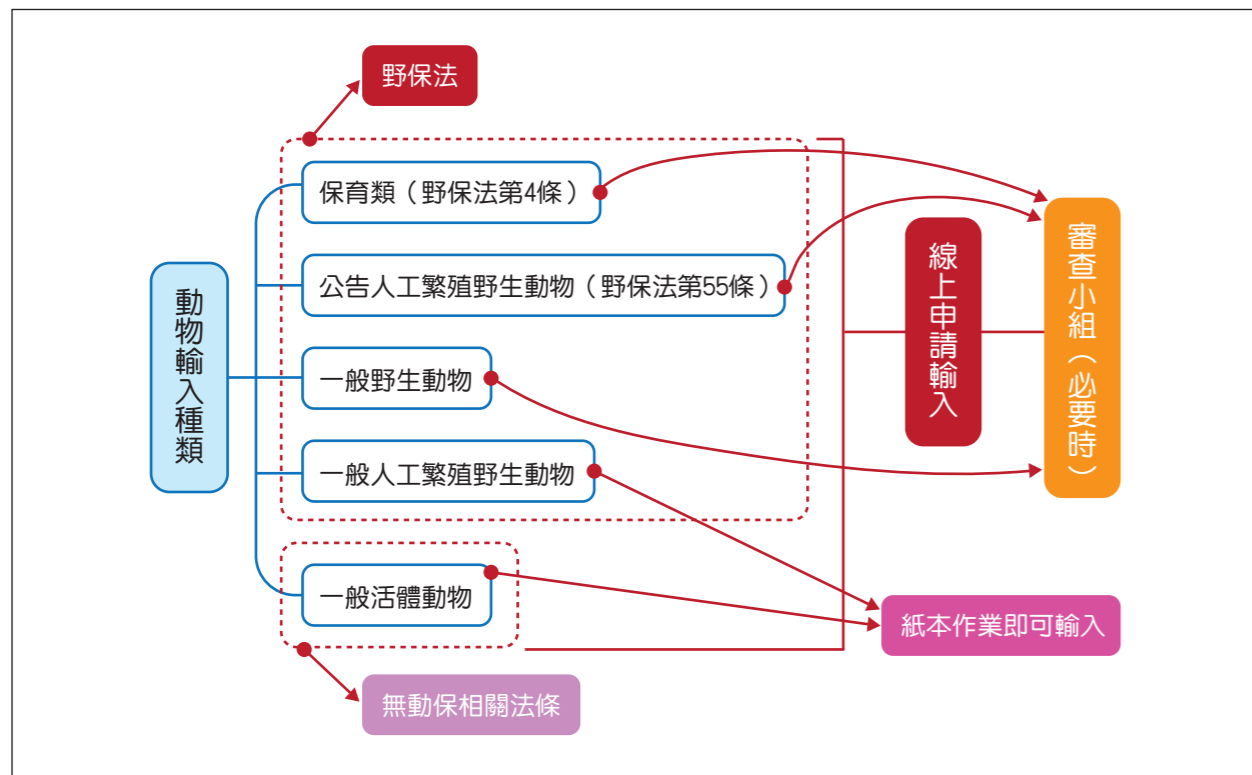 野保法
保育類（野保法第4條）
公告人工繁殖野生動物（野保法第55條）
動物輸入種類
一般野生動物
一般人工繁殖野生動物
一般活體動物
線上申請輸入
審查小組（必要時）
紙本作業即可輸入
無動保相關法條